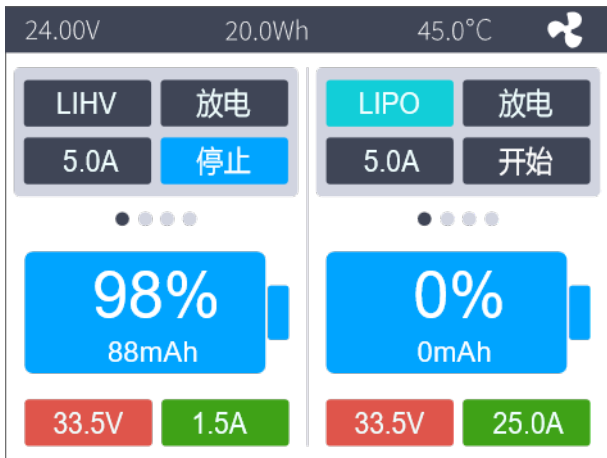 24.00V 20.0Wh 45.0°C
LIHV 放电
5.0A 停止
98%
88mAh
33.5V 1.5A
LIPO 放电
5.0A 开始
0%
0mAh
33.5V 25.0A